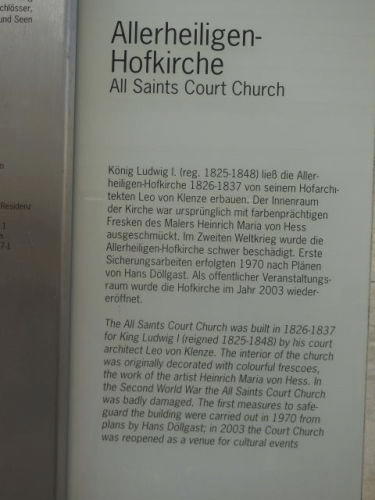 chlösser,
und Seen
Residenz
Allerheiligen-
Hofkirche
All Saints Court Church
König Ludwig I. (reg. 1825-1848) ließ die Aller-
heiligen-Hofkirche 1826-1837 von seinem Hofarchi-
tekten Leo von Klenze erbauen. Der Innenraum
der Kirche war ursprünglich mit farbenprächtigen
Fresken des Malers Heinrich Maria von Hess
ausgeschmückt. Im Zweiten Weltkrieg wurde die
Allerheiligen-Hofkirche schwer beschädigt. Erste
Sicherungsarbeiten erfolgten 1970 nach Plänen
von Hans Döllgast. Als öffentlicher Veranstaltungs-
raum wurde die Hofkirche im Jahr 2003 wieder-
eröffnet.
The All Saints Court Church was built in 1826-1837
for King Ludwig I (reigned 1825-1848) by his court
architect Leo von Klenze. The interior of the church
was originally decorated with colourful frescoes,
the work of the artist Heinrich Maria von Hess. In
the Second World War the All Saints Court Church
was badly damaged. The first measures to safe-
guard the building were carried out in 1970 from
plans by Hans Döllgast; in 2003 the Court Church
was reopened as a venue for cultural events